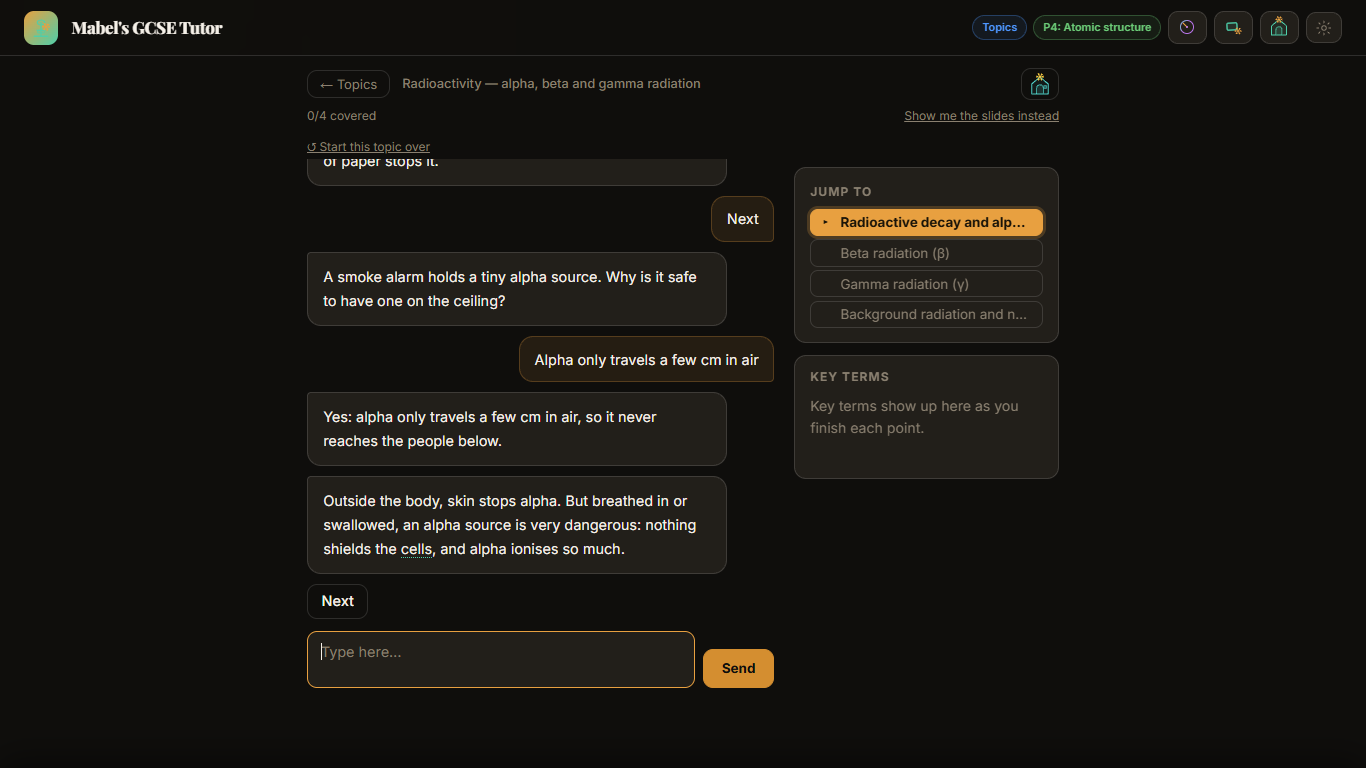 Mabel's GCSE Tutor
Topics
P4: Atomic structure
← Topics
Radioactivity — alpha, beta and gamma radiation
0/4 covered
Show me the slides instead
↺ Start this topic over
of paper stops it.
Next
A smoke alarm holds a tiny alpha source. Why is it safe
to have one on the ceiling?
Alpha only travels a few cm in air
Yes: alpha only travels a few cm in air, so it never
reaches the people below.
Outside the body, skin stops alpha. But breathed in or
swallowed, an alpha source is very dangerous: nothing
shields the cells, and alpha ionises so much.
Next
Type here...
Send
JUMP TO
Radioactive decay and alp...
Beta radiation (β)
Gamma radiation (γ)
Background radiation and n...
KEY TERMS
Key terms show up here as you
finish each point.